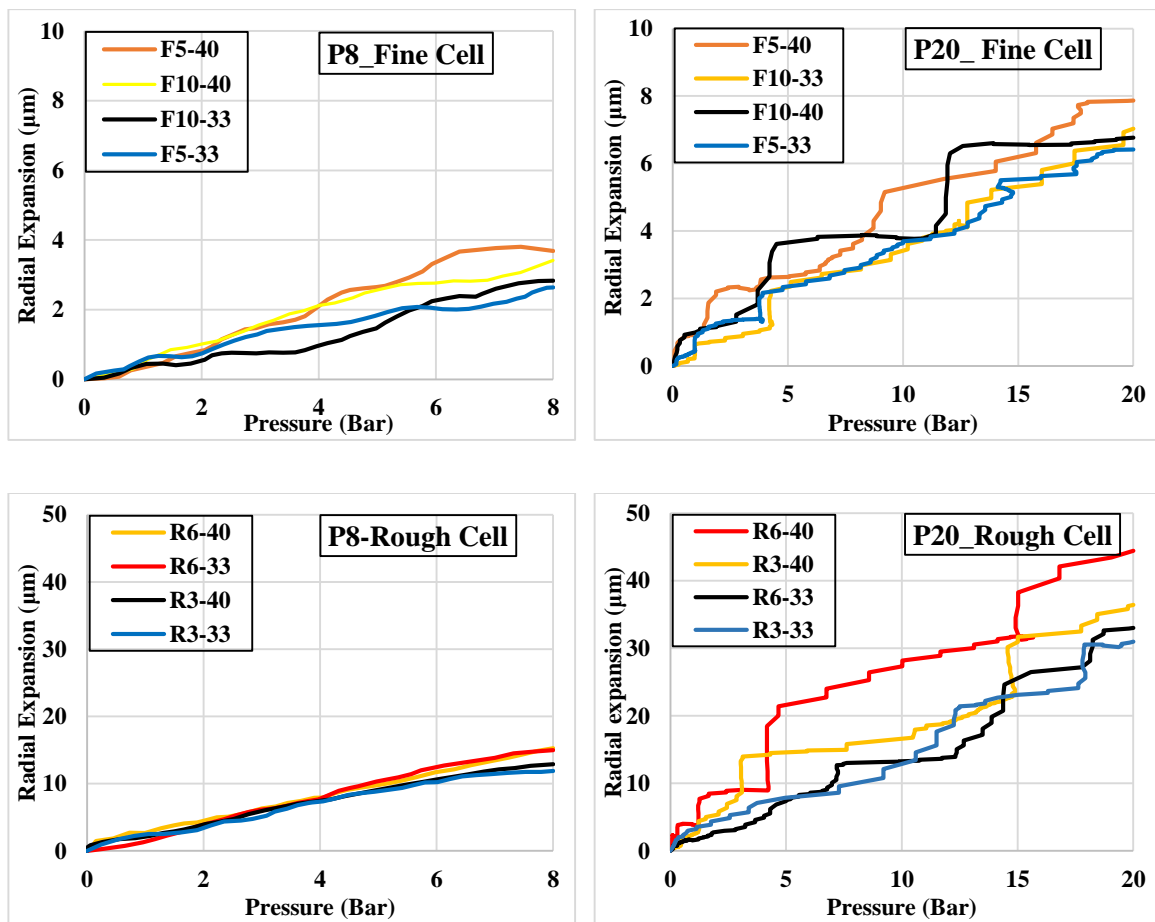 P8_Fine Cell
F5-40
F10-40
F10-33
F5-33
Radial Expansion (µm)
10
8
6
4
2
0
0 2 4 6 8
Pressure (Bar)
P20_ Fine Cell
F5-40
F10-33
F10-40
F5-33
Radial Expansion (µm)
10
8
6
4
2
0
0 5 10 15 20
Pressure (Bar)
P8-Rough Cell
R6-40
R6-33
R3-40
R3-33
Radial Expansion (µm)
50
40
30
20
10
0
0 2 4 6 8
Pressure (Bar)
P20_Rough Cell
R6-40
R3-40
R6-33
R3-33
Radial expansion (µm)
50
40
30
20
10
0
0 5 10 15 20
Pressure (Bar)